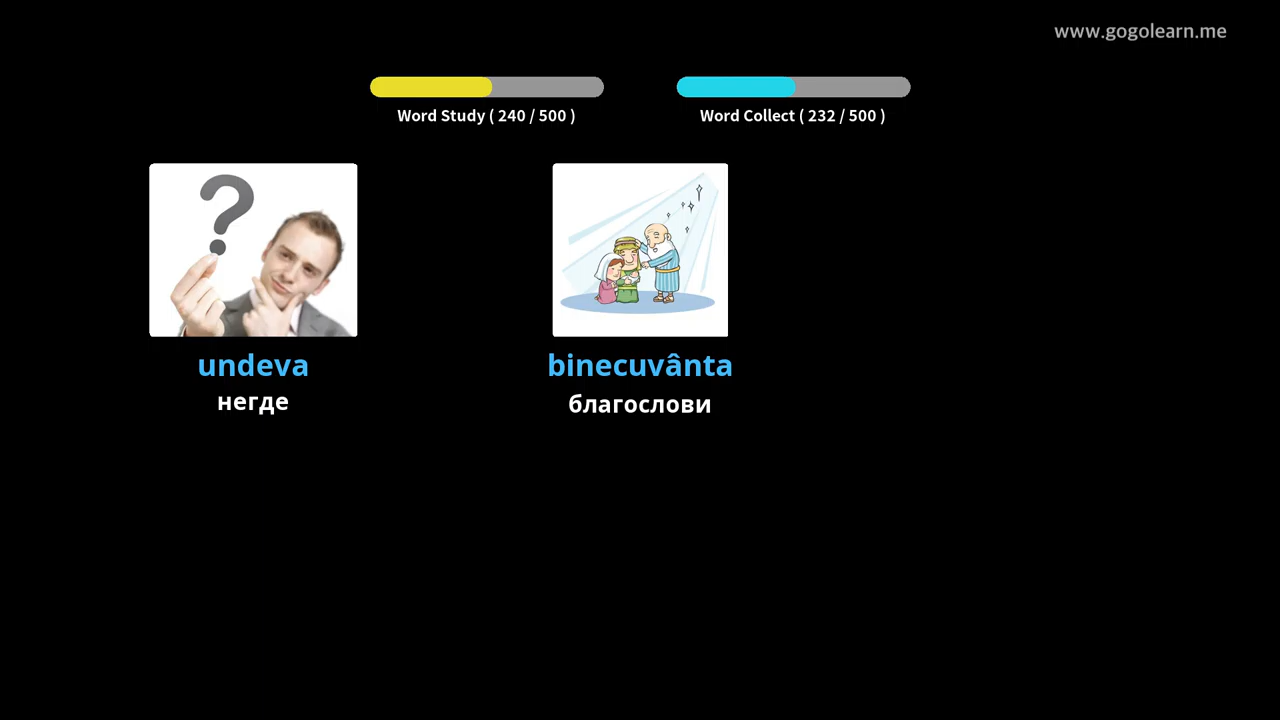 www.gogolearn.me
Word Study ( 240 / 500 )
Word Collect ( 232 / 500 )
undeva
негде
binecuvânta
благослови